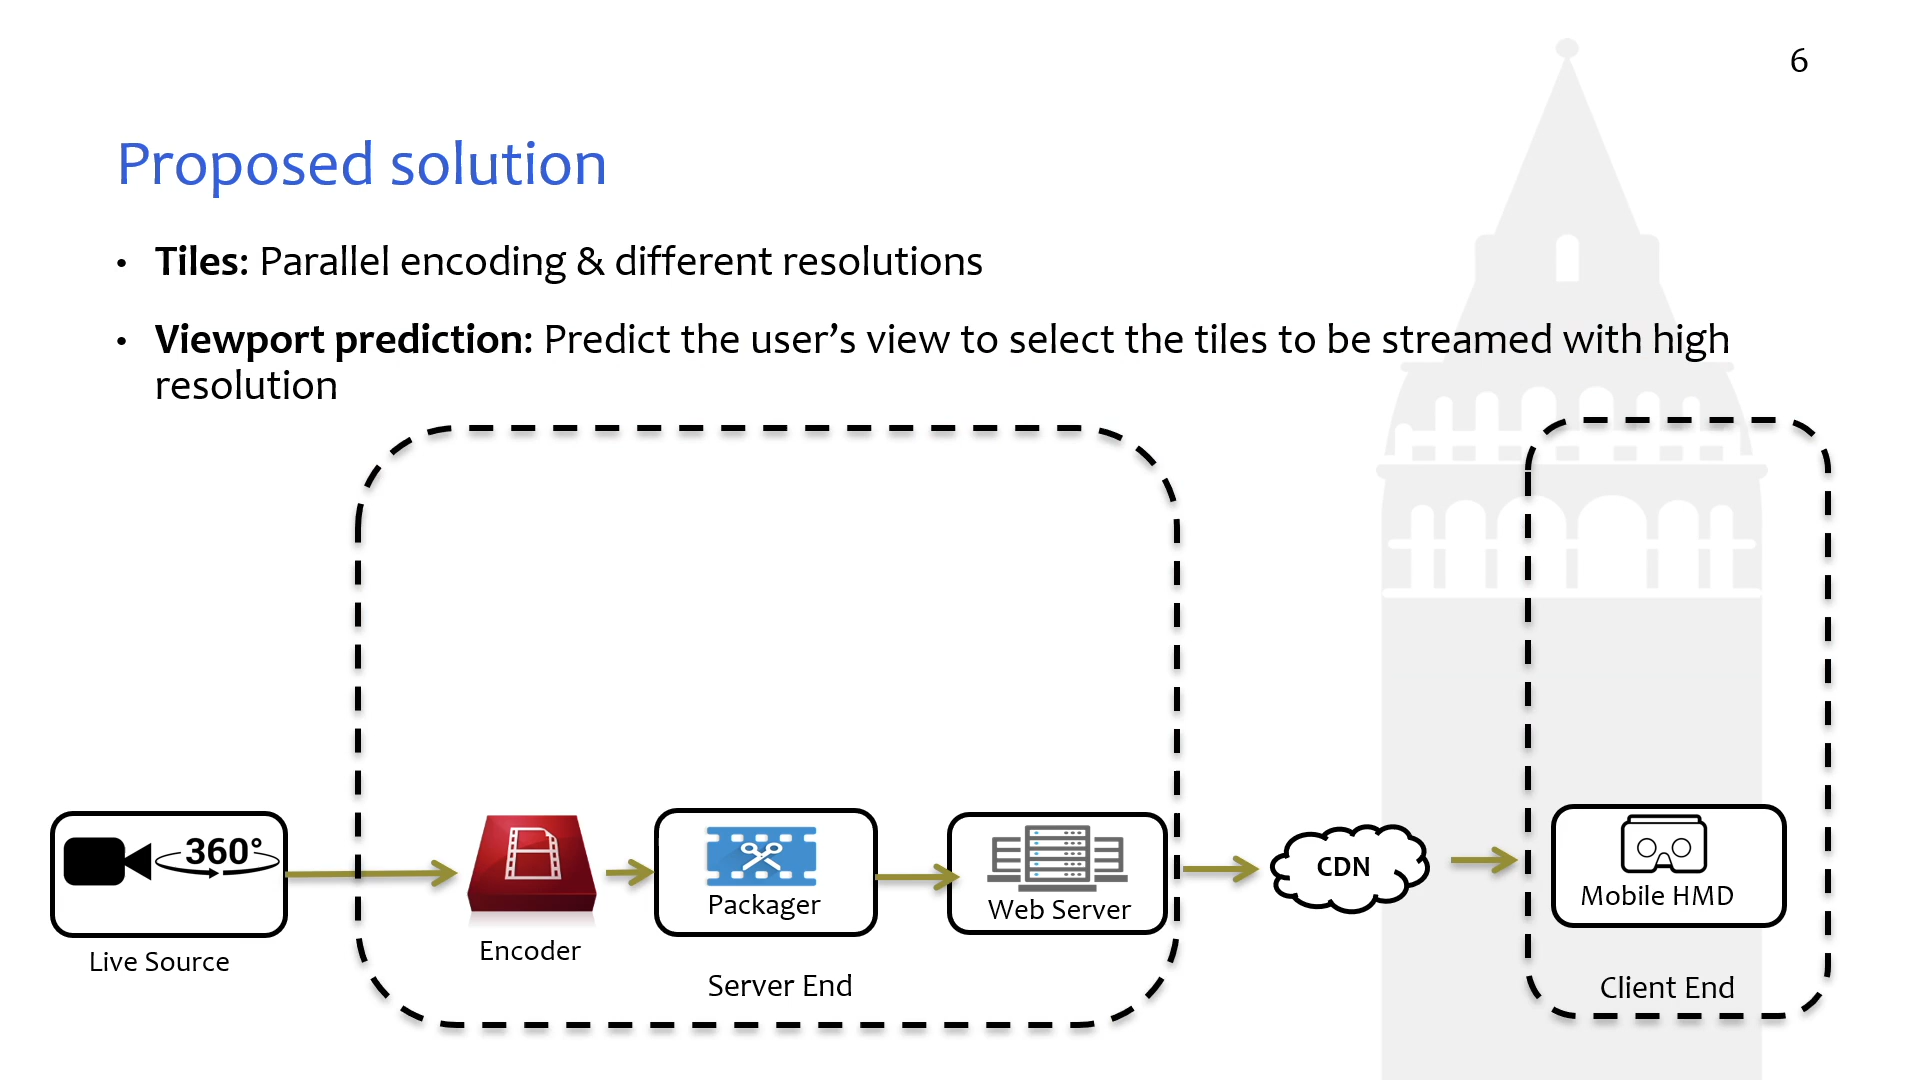 6
Proposed solution
• Tiles: Parallel encoding & different resolutions
• Viewport prediction: Predict the user’s view to select the tiles to be streamed with high
resolution
360°
Live Source
Encoder
Packager
Web Server
Server End
CDN
Mobile HMD
Client End